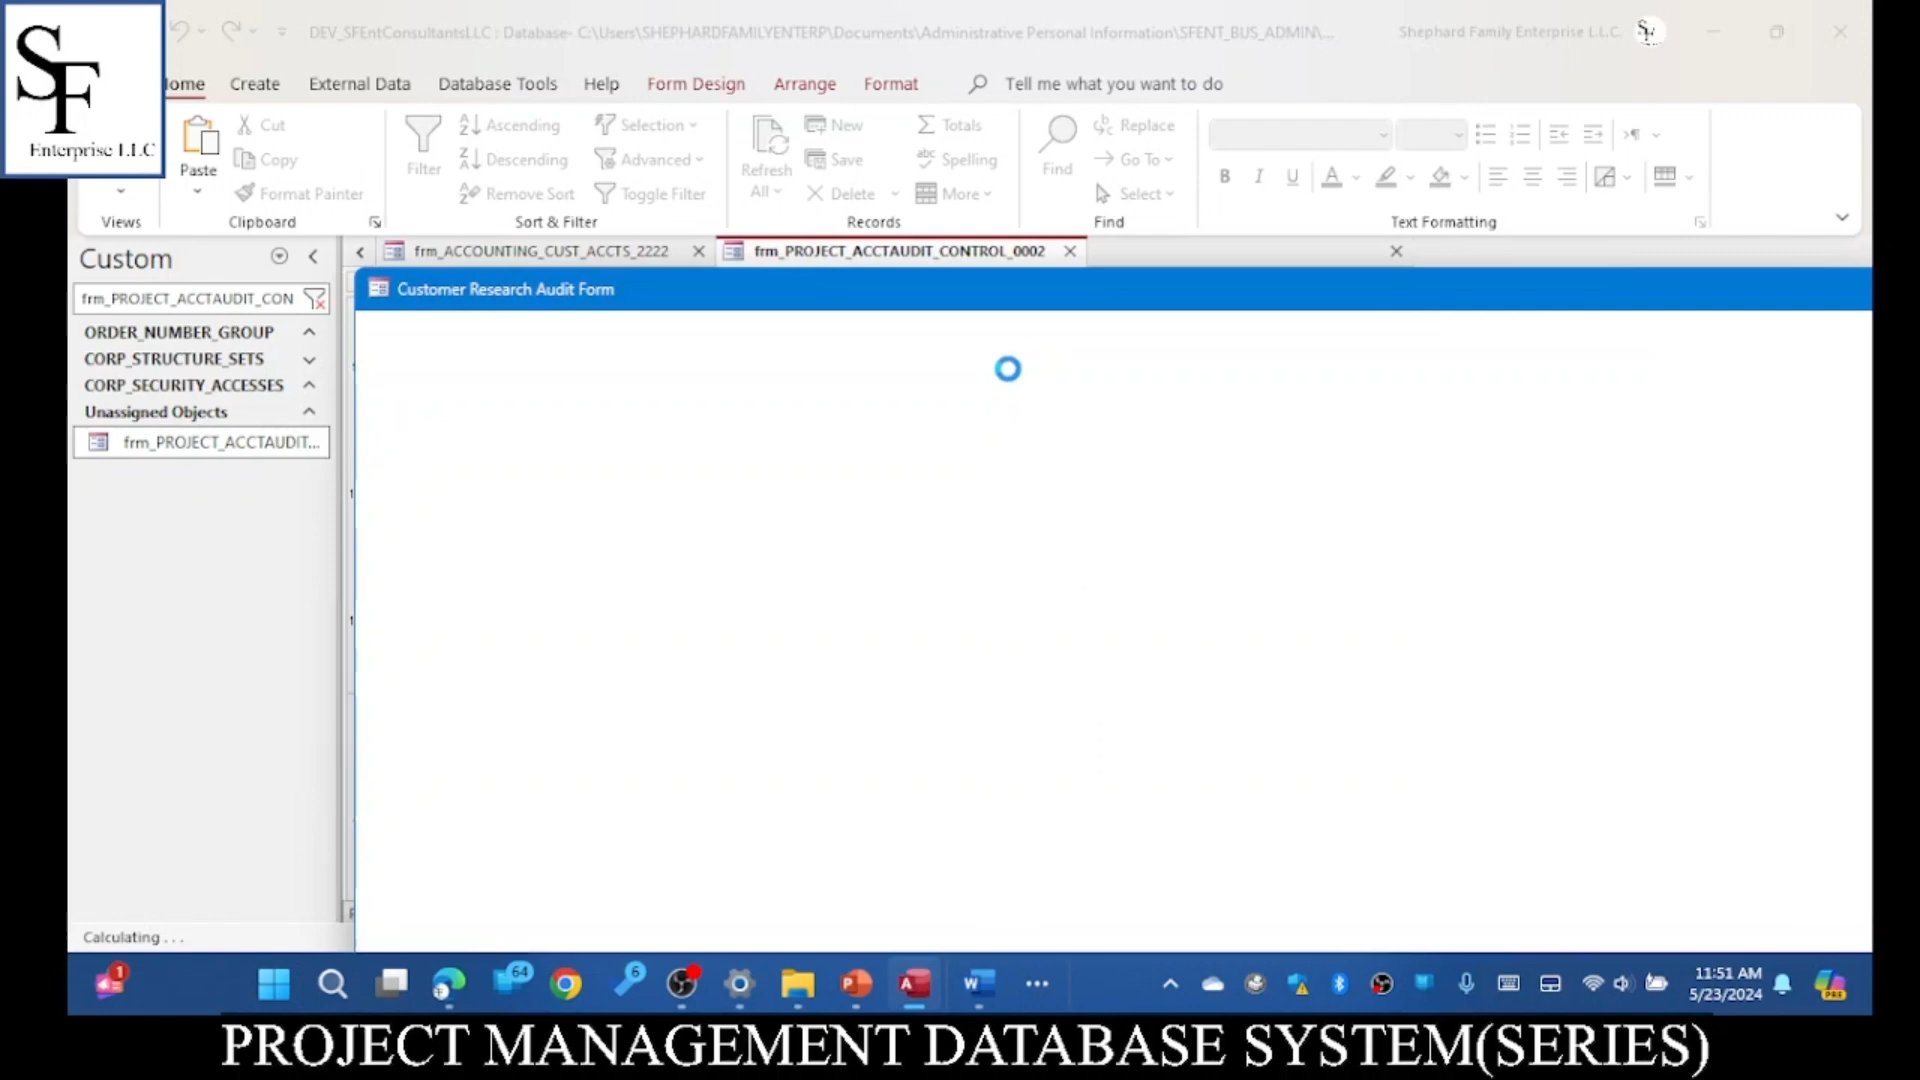 SF
Enterprise LLC
DEV_SFEntConsultantsLLC : Database- C:\Users\SHEPHARDFAMILYENTERP\Documents\Administrative Personal Information\SFENT_BUS_ADMIN\...
Shephard Family Enterprise L.L.C.
ome Create External Data Database Tools Help Form Design Arrange Format Tell me what you want to do
Paste
Cut
Copy
Format Painter
Filter
Ascending
Descending
Remove Sort
Selection
Advanced
Toggle Filter
Refresh
All
New
Save
Delete
Totals
Spelling
More
Find
Replace
Go To
Select
B I U A
Views Clipboard Sort & Filter Records Find Text Formatting
Custom
frm_ACCOUNTING_CUST_ACCTS_2222
frm_PROJECT_ACCTAUDIT_CONTROL_0002
frm_PROJECT_ACCTAUDIT_CON
Customer Research Audit Form
ORDER_NUMBER_GROUP
CORP_STRUCTURE_SETS
CORP_SECURITY_ACCESSES
Unassigned Objects
frm_PROJECT_ACCTAUDIT...
Calculating . . .
1
64
6
11:51 AM
5/23/2024
PRE
PROJECT MANAGEMENT DATABASE SYSTEM(SERIES)